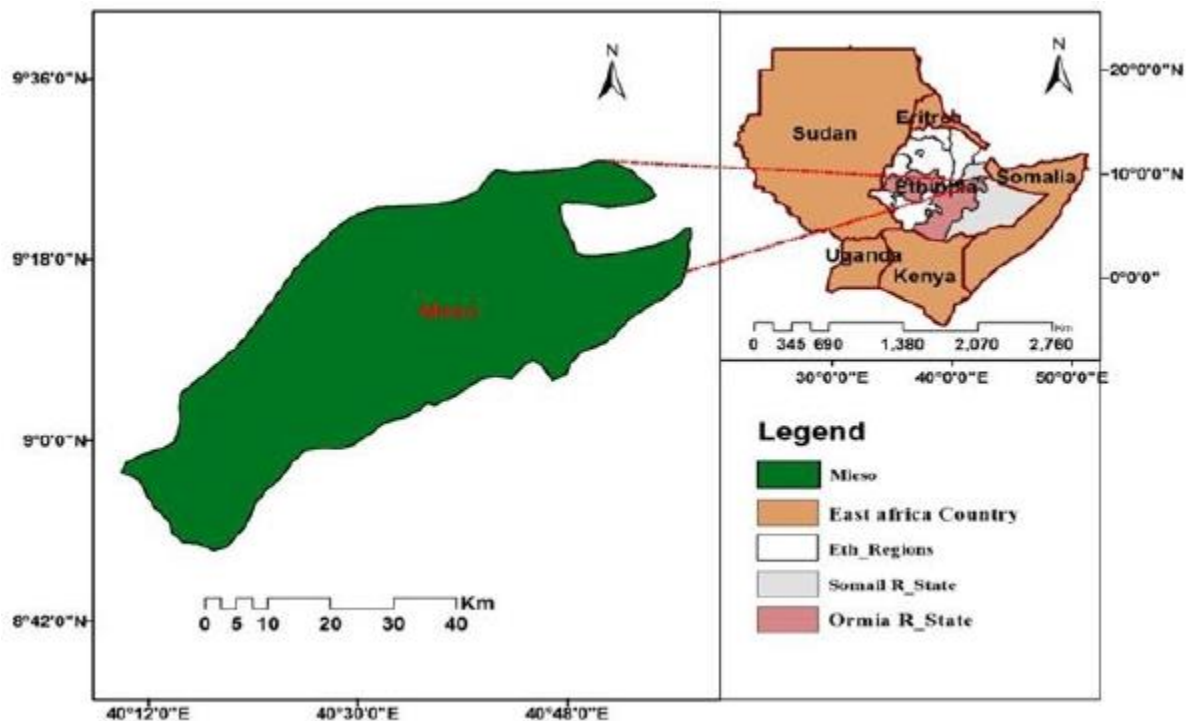 N
9°36'0"N
9°18'0"N
9°0'0"N
8°42'0"N
Mieso
Km
0 5 10 20 30 40
40°12'0"E 40°30'0"E 40°48'0"E
N
20°0'0"N
10°0'0"N
0°0'0"
Sudan
Eritreh
Ethinpia
Somalia
Uganda
Kenya
Km
0 345 690 1,380 2,070 2,760
30°0'0"E 40°0'0"E 50°0'0"E
Legend
Mieso
East africa Country
Eth_Regions
Somail R_State
Ormia R_State